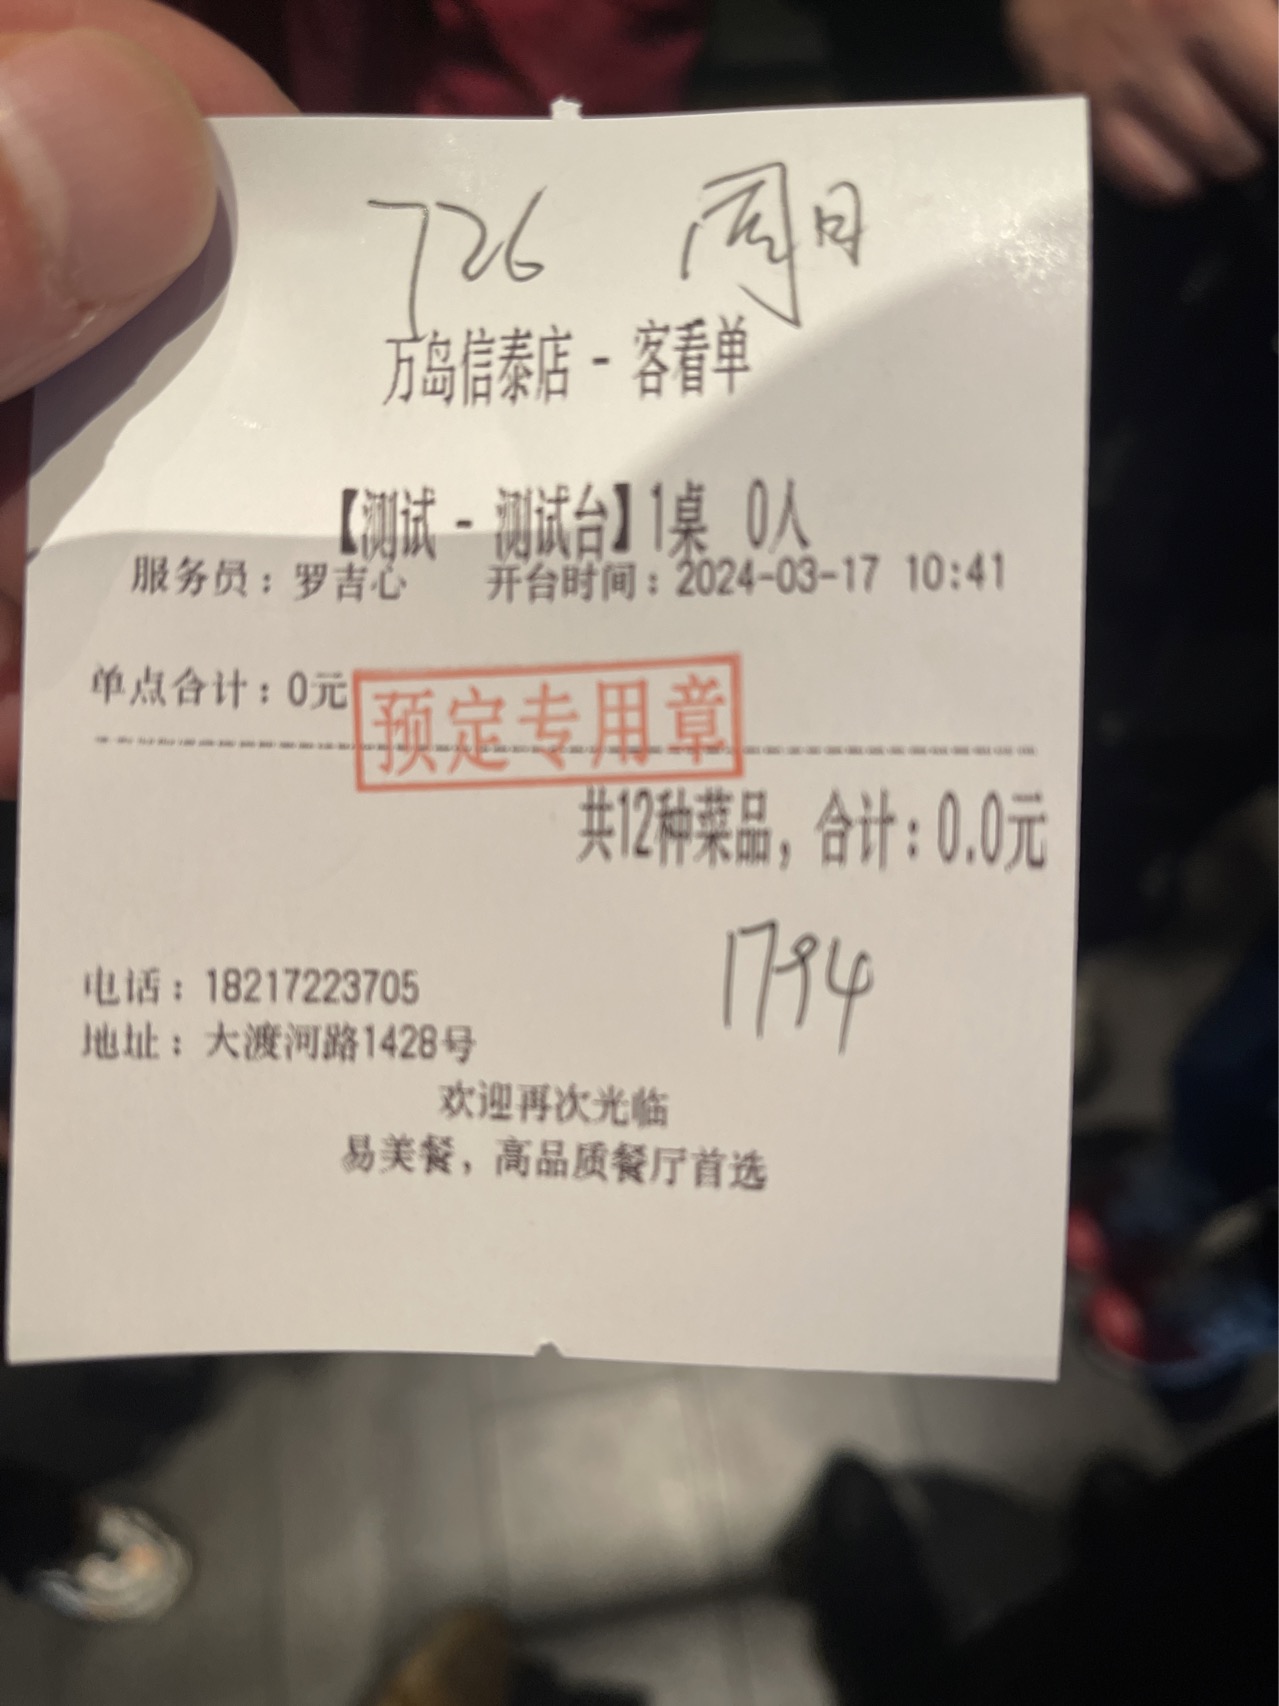 726 周日
万岛信泰店 - 客看单
【测试 - 测试台】1桌 0人
服务员：罗吉心 开台时间：2024-03-17 10:41
单点合计：0元
预定专用章
共12种菜品，合计：0.0元
1794
电话：18217223705
地址：大渡河路1428号
欢迎再次光临
易美餐，高品质餐厅首选